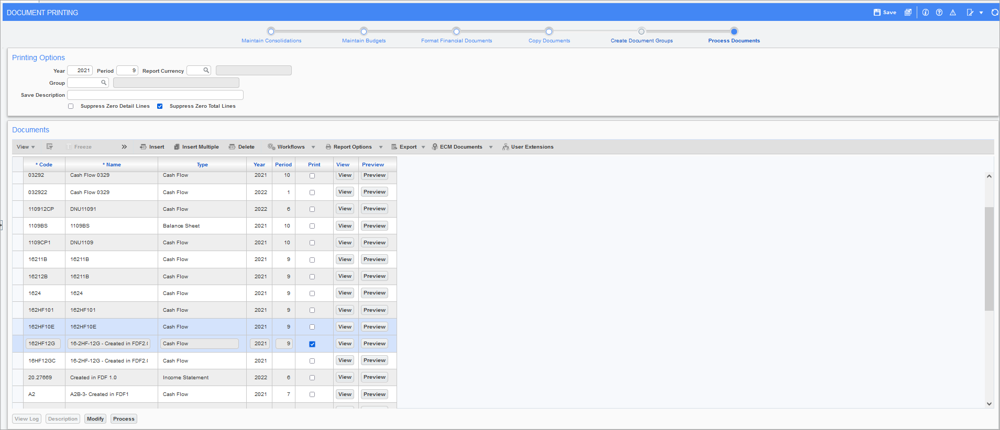 DOCUMENT PRINTING Save
Maintain Consolidations Maintain Budgets Format Financial Documents Copy Documents Create Document Groups Process Documents
Printing Options
Year 2021 Period 9 Report Currency
Group
Save Description
Suppress Zero Detail Lines Suppress Zero Total Lines
Documents
View Freeze » Insert Insert Multiple Delete Workflows Report Options Export ECM Documents User Extensions
* Code * Name Type Year Period Print View Preview
03292 Cash Flow 0329 Cash Flow 2021 10 View Preview
032922 Cash Flow 0329 Cash Flow 2022 1 View Preview
110912CP DNU11091 Cash Flow 2022 6 View Preview
1109BS 1109BS Balance Sheet 2021 10 View Preview
1109CP1 DNU1109 Cash Flow 2021 10 View Preview
16211B 16211B Cash Flow 2021 9 View Preview
16212B 16211B Cash Flow 2021 9 View Preview
1624 1624 Cash Flow 2021 9 View Preview
162HF101 162HF101 Cash Flow 2021 9 View Preview
162HF10E 162HF10E Cash Flow 2021 9 View Preview
162HF12G 16-2HF-12G - Created in FDF2.( Cash Flow 2021 9 View Preview
16HF12GC 16-2HF-12G - Created in FDF2.( Cash Flow 2021 View Preview
20.27669 Created in FDF 1.0 Income Statement 2022 6 View Preview
A2 A2B-3- Created in FDF1 Cash Flow 2021 7 View Preview
View Log Description Modify Process